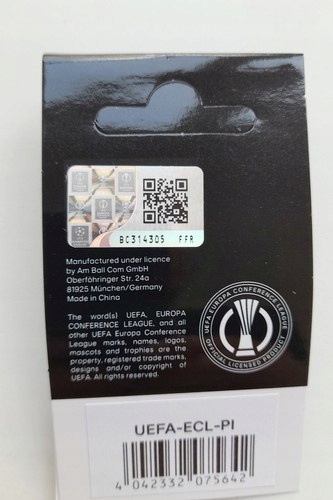 BC314305 FFR
Manufactured under licence
by Am Ball Com GmbH
Oberföhringer Str. 24a
81925 München/Germany
Made in China
The word(s) UEFA, EUROPA
CONFERENCE LEAGUE, and all
other UEFA Europa Conference
League marks, names, logos,
mascots and trophies are the
property, registered trade marks,
designs and/or copyright of
UEFA. All rights reserved.
UEFA EUROPA CONFERENCE LEAGUE
OFFICIAL LICENSED PRODUCT
UEFA-ECL-PI
4 042332 075642